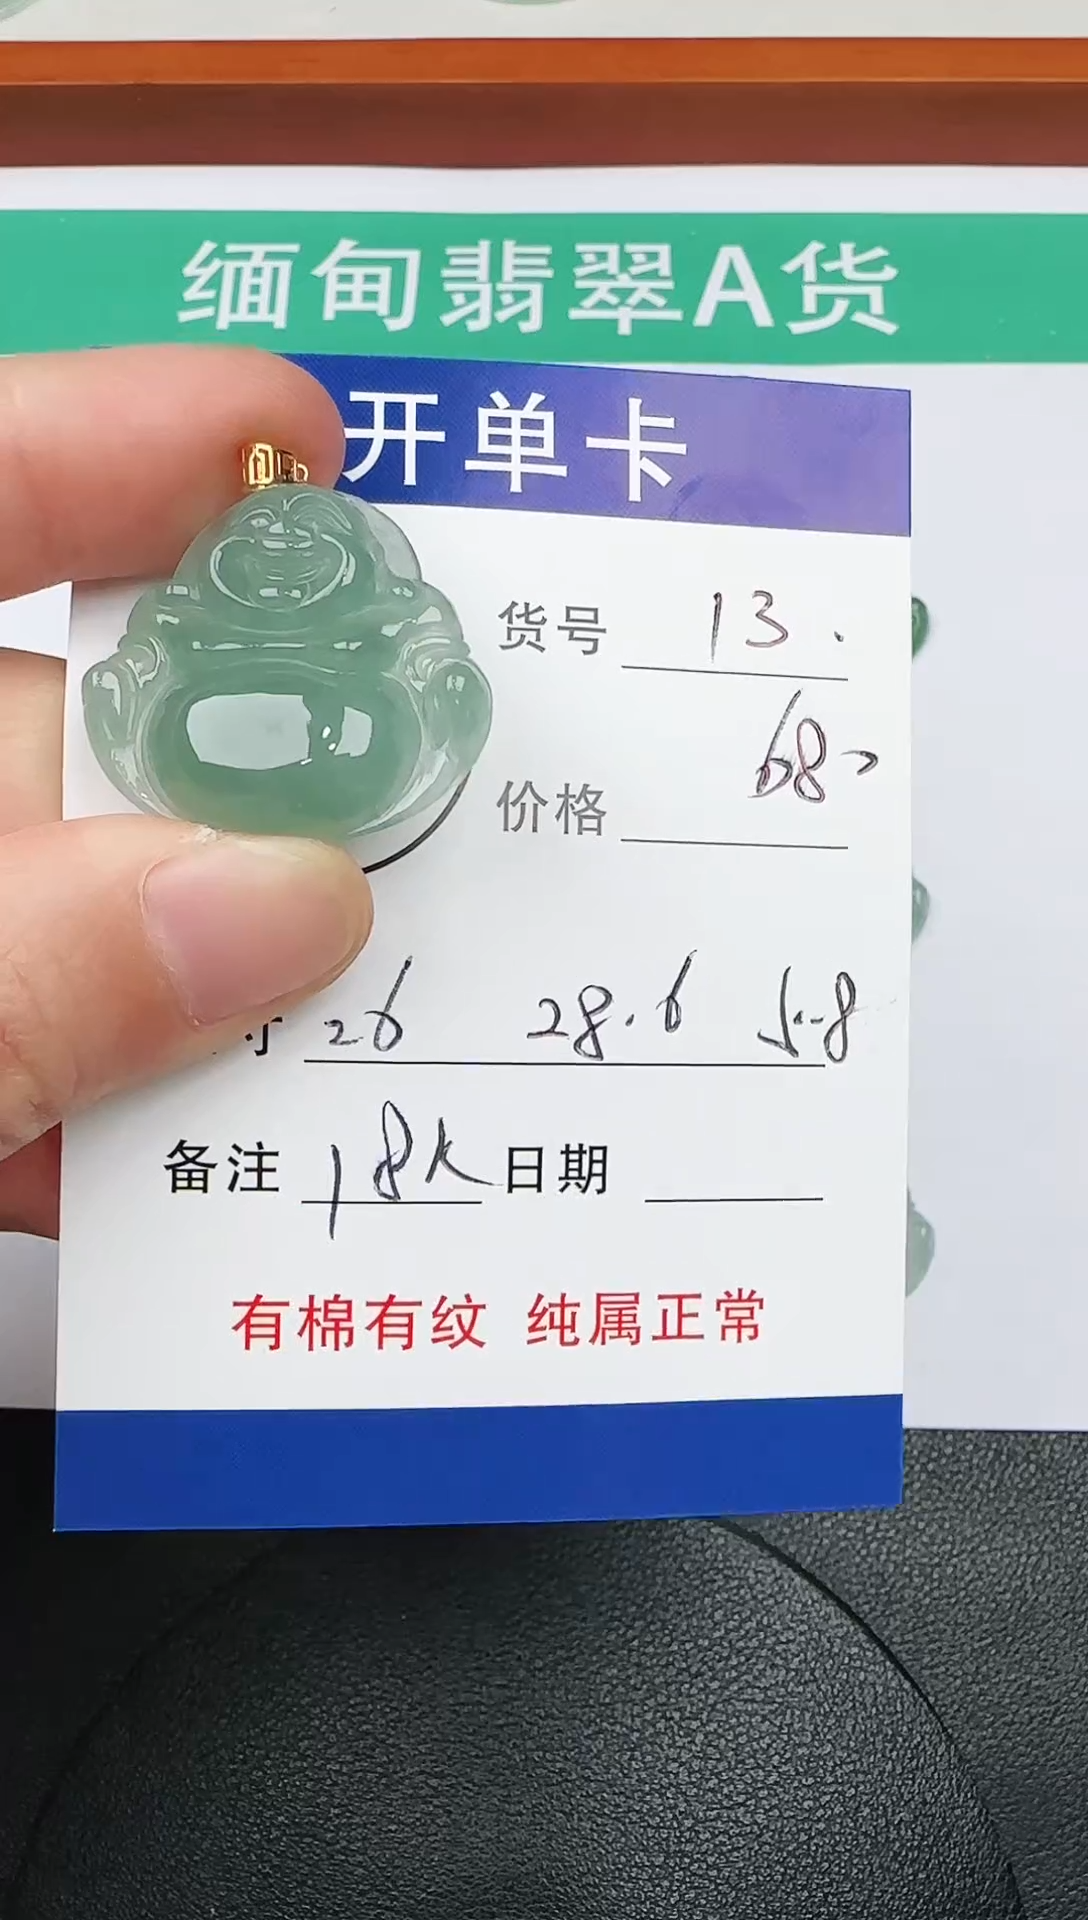 缅甸翡翠A货
开单卡
货号 13.
价格 680
寸 26 28.6 5.8
备注 18K 日期
有棉有纹 纯属正常